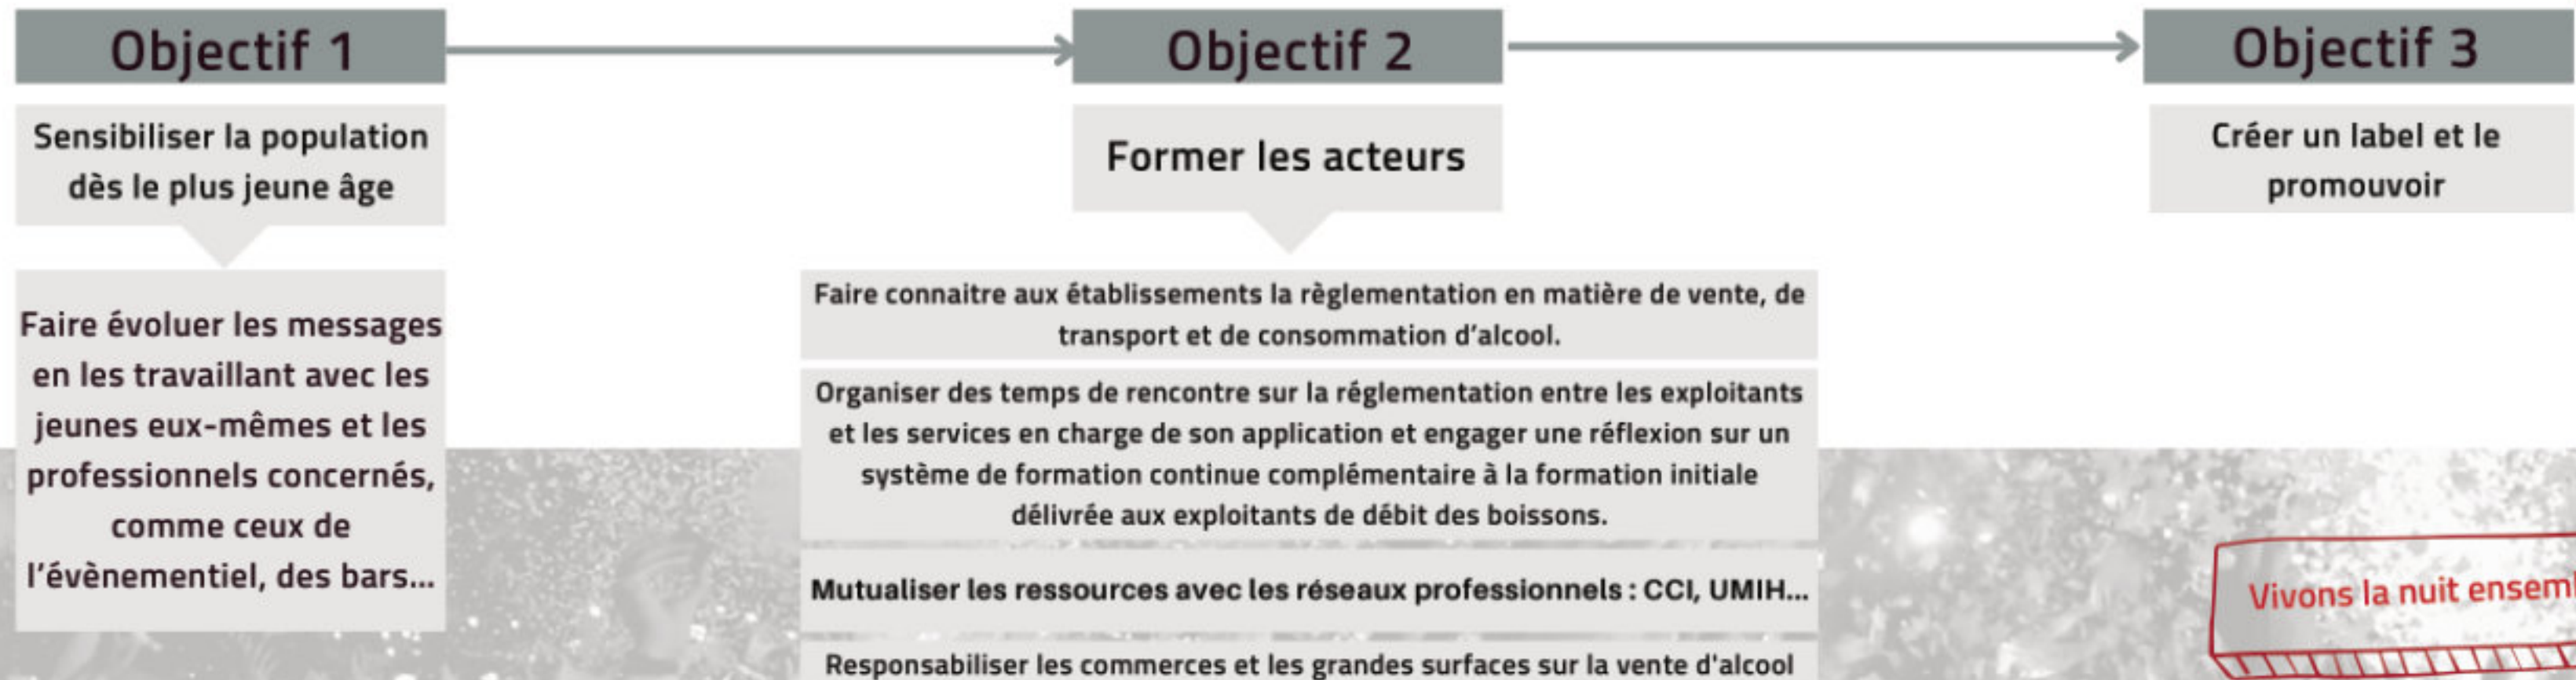 Objectif 1
Objectif 2
Objectif 3
Sensibiliser la population
dès le plus jeune âge
Former les acteurs
Créer un label et le
promouvoir
Faire évoluer les messages
en les travaillant avec les
jeunes eux-mêmes et les
professionnels concernés,
comme ceux de
l'évènementiel, des bars...
Faire connaitre aux établissements la règlementation en matière de vente, de
transport et de consommation d'alcool.
Organiser des temps de rencontre sur la réglementation entre les exploitants
et les services en charge de son application et engager une réflexion sur un
système de formation continue complémentaire à la formation initiale
délivrée aux exploitants de débit des boissons.
Mutualiser les ressources avec les réseaux professionnels : CCI, UMIH...
Responsabiliser les commerces et les grandes surfaces sur la vente d'alcool
Vivons la nuit